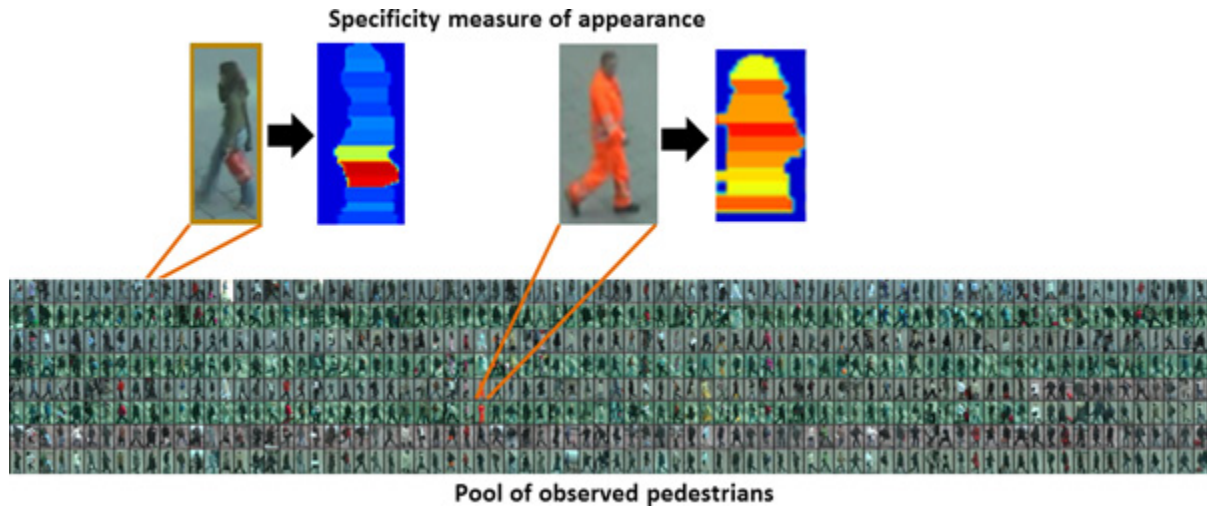 Specificity measure of appearance
Pool of observed pedestrians